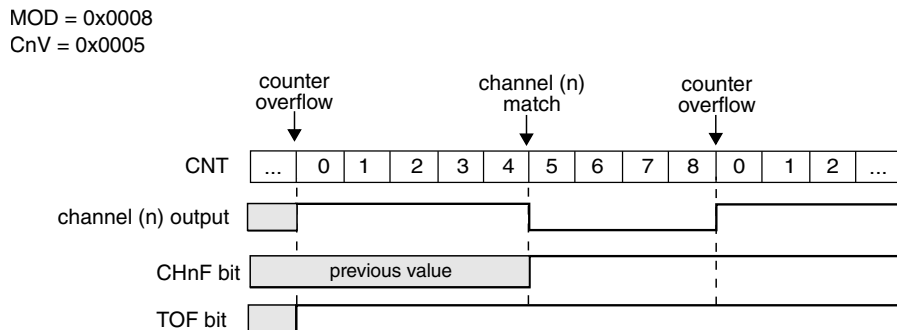 MOD = 0x0008
CnV = 0x0005
counter
overflow
channel (n)
match
counter
overflow
CNT ... 0 1 2 3 4 5 6 7 8 0 1 2 ...
channel (n) output
CHnF bit previous value
TOF bit